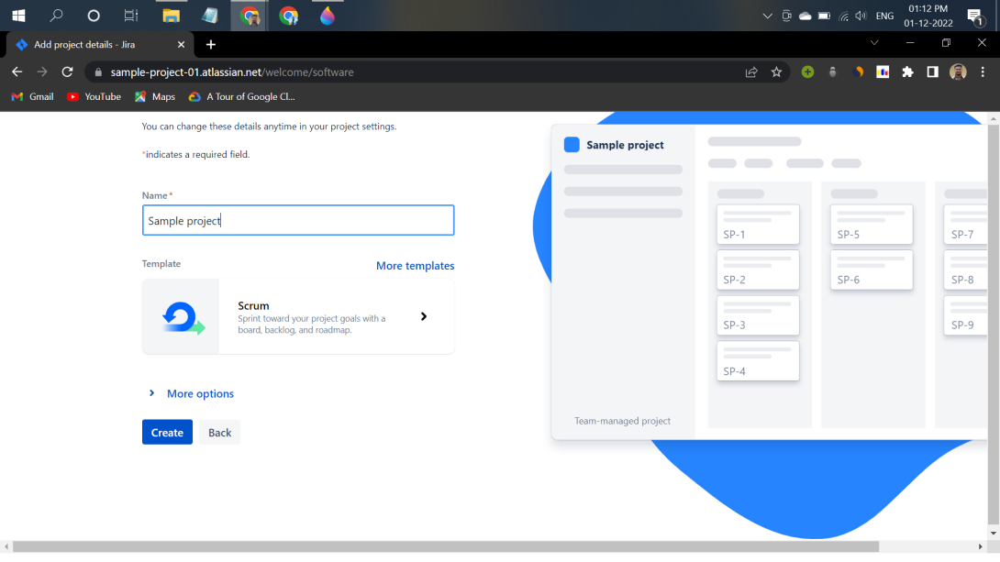 01:12 PM
ENG
01-12-2022
1
Add project details - Jira
sample-project-01.atlassian.net/welcome/software
Gmail
YouTube
Maps
A Tour of Google Cl...
You can change these details anytime in your project settings.
*indicates a required field.
Name*
Sample project
Template
More templates
Scrum
Sprint toward your project goals with a
board, backlog, and roadmap.
More options
Create
Back
Sample project
SP-1
SP-5
SP-7
SP-2
SP-6
SP-8
SP-3
SP-9
SP-4
Team-managed project